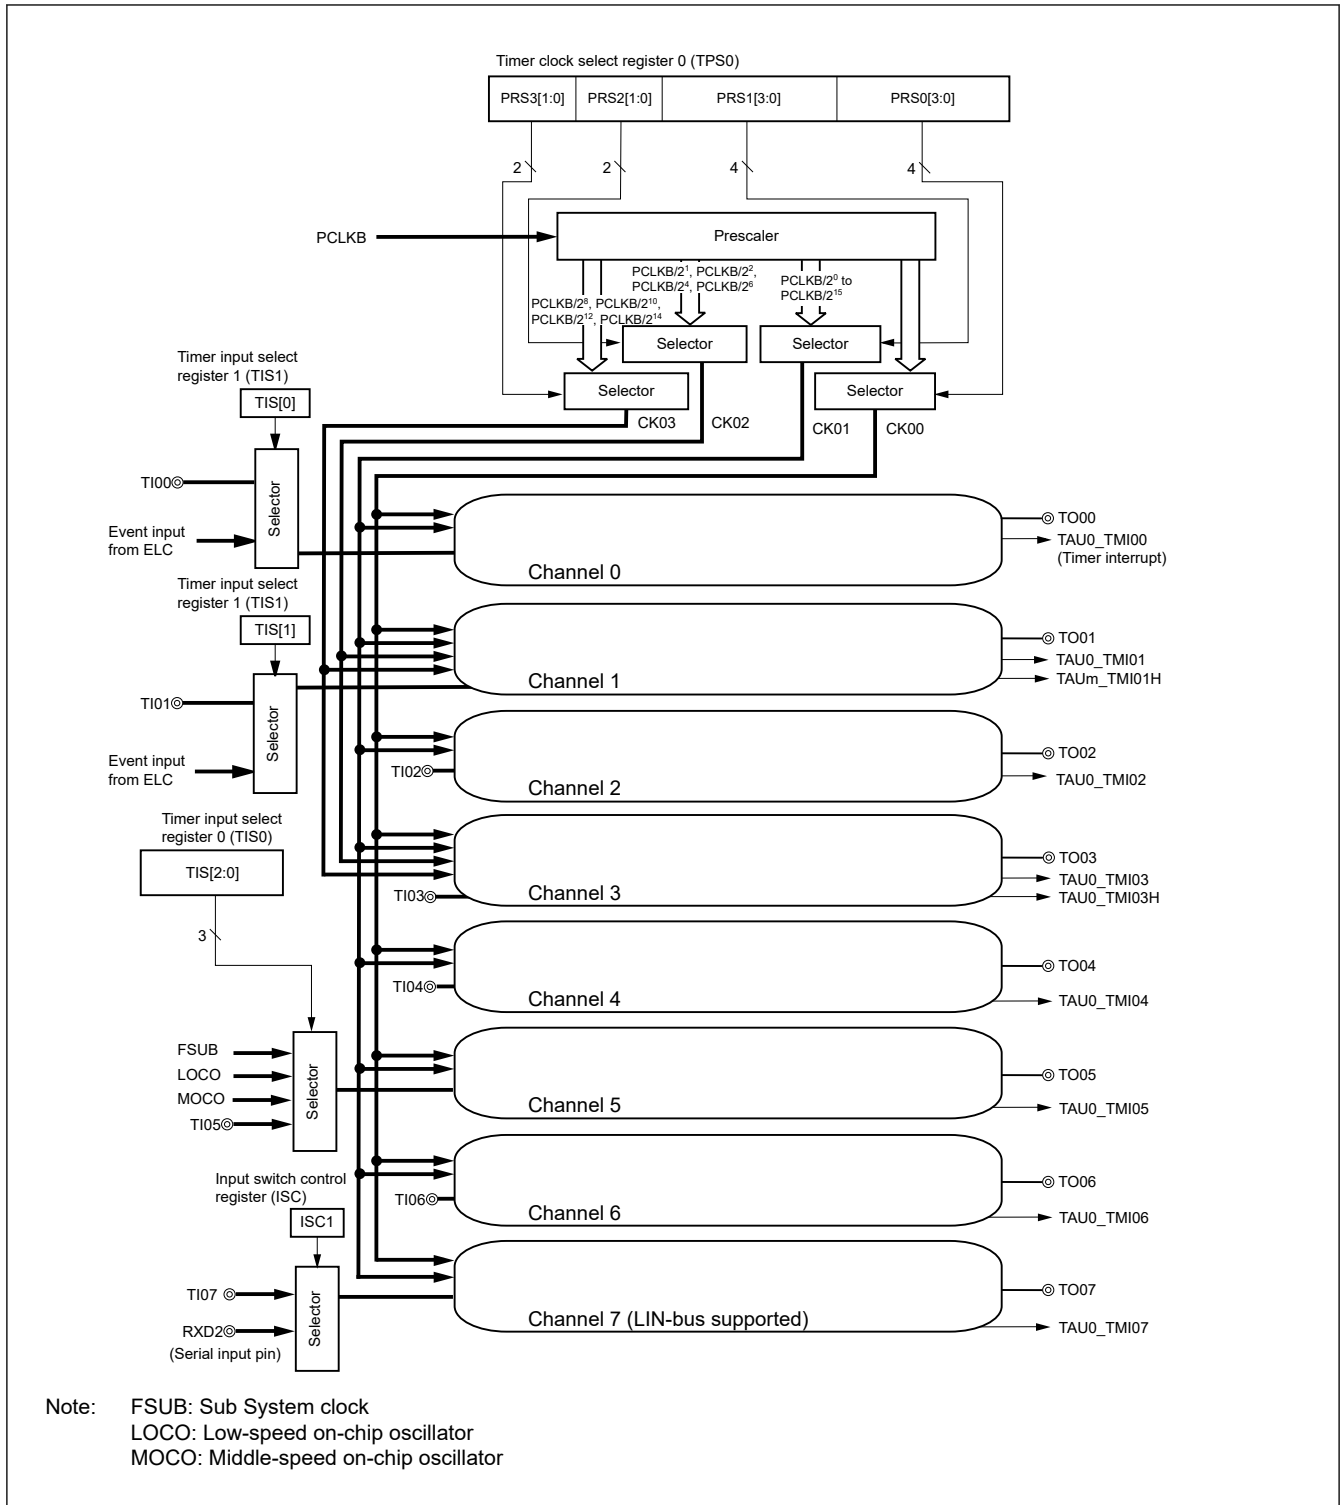 Timer clock select register 0 (TPS0)
PRS3[1:0] PRS2[1:0] PRS1[3:0] PRS0[3:0]
2 2 4 4
PCLKB
Prescaler
PCLKB/2¹, PCLKB/2²,
PCLKB/2⁴, PCLKB/2⁶
PCLKB/2⁰ to
PCLKB/2¹⁵
PCLKB/2⁸, PCLKB/2¹⁰,
PCLKB/2¹², PCLKB/2¹⁴
Selector Selector
Selector Selector
CK03 CK02 CK01 CK00
Timer input select
register 1 (TIS1)
TIS[0]
TI00
Selector
Event input
from ELC
Channel 0
TO00
TAU0_TMI00
(Timer interrupt)
Timer input select
register 1 (TIS1)
TIS[1]
TI01
Selector
Event input
from ELC
Channel 1
TO01
TAU0_TMI01
TAUm_TMI01H
TI02
Channel 2
TO02
TAU0_TMI02
Timer input select
register 0 (TIS0)
TIS[2:0]
3
TI03
Channel 3
TO03
TAU0_TMI03
TAU0_TMI03H
TI04
Channel 4
TO04
TAU0_TMI04
FSUB
LOCO
MOCO
TI05
Selector
Channel 5
TO05
TAU0_TMI05
TI06
Channel 6
TO06
TAU0_TMI06
Input switch control
register (ISC)
ISC1
TI07
RXD2
(Serial input pin)
Selector
Channel 7 (LIN-bus supported)
TO07
TAU0_TMI07
Note: FSUB: Sub System clock
LOCO: Low-speed on-chip oscillator
MOCO: Middle-speed on-chip oscillator